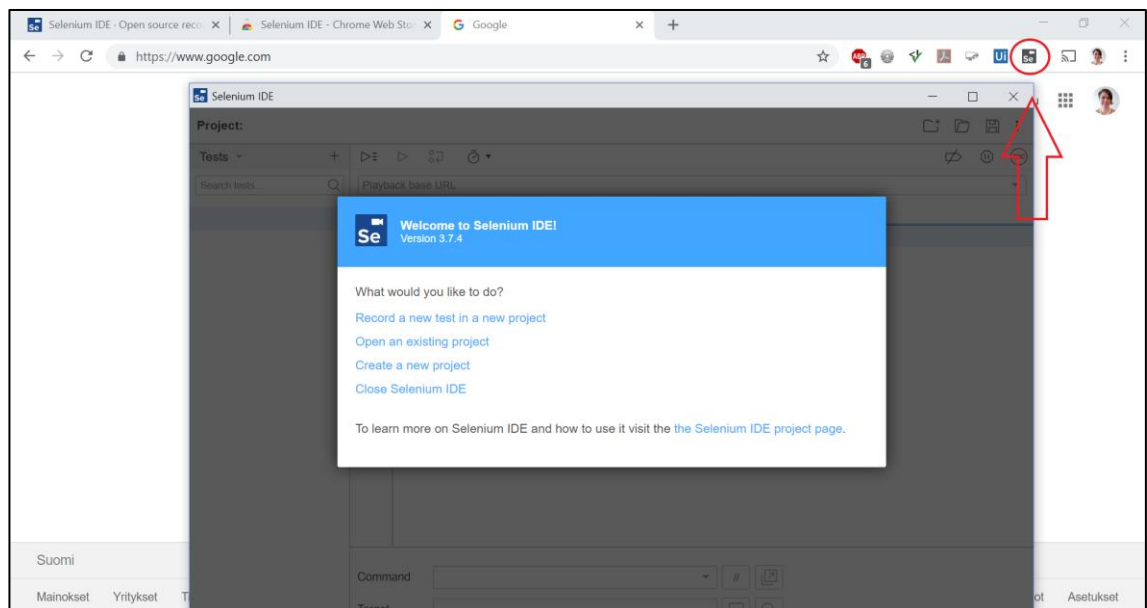 Selenium IDE - Open source reco
Selenium IDE - Chrome Web Stor
Google
https://www.google.com
Selenium IDE
Project:
Tests
Search tests...
Playback base URL
Se
Welcome to Selenium IDE!
Version 3.7.4
What would you like to do?
Record a new test in a new project
Open an existing project
Create a new project
Close Selenium IDE
To learn more on Selenium IDE and how to use it visit the the Selenium IDE project page.
Command
//
Target
Suomi
Mainokset Yritykset Asetukset